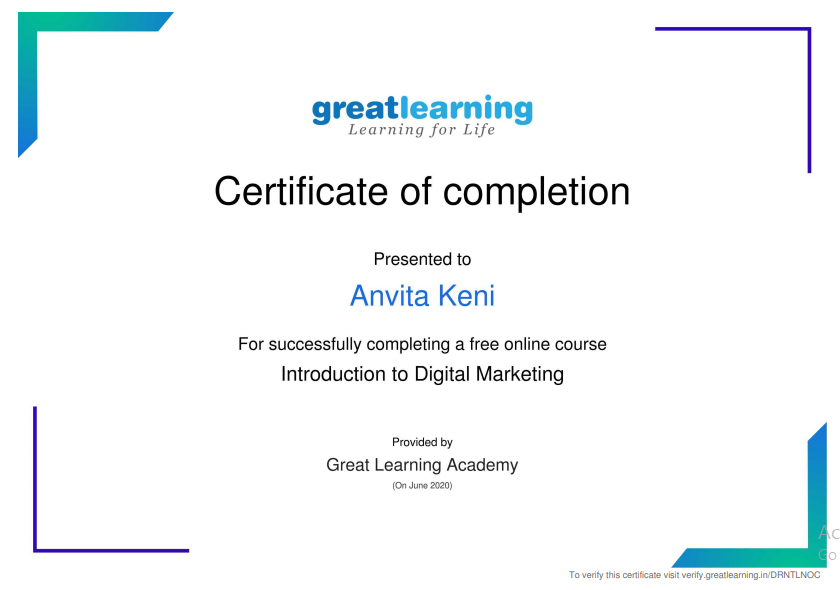 greatlearning
Learning for Life
Certificate of completion
Presented to
Anvita Keni
For successfully completing a free online course
Introduction to Digital Marketing
Provided by
Great Learning Academy
(On June 2020)
Go
To verify this certificate visit verify.greatlearning.in/DRNTLNOC